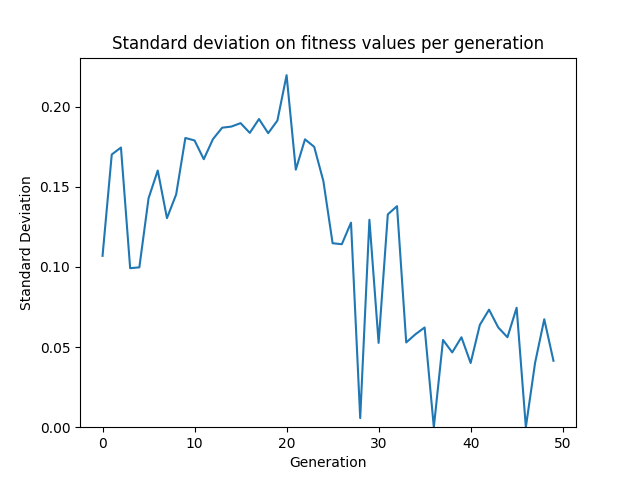 Standard deviation on fitness values per generation
Standard Deviation
0.20
0.15
0.10
0.05
0.00
0 10 20 30 40 50
Generation